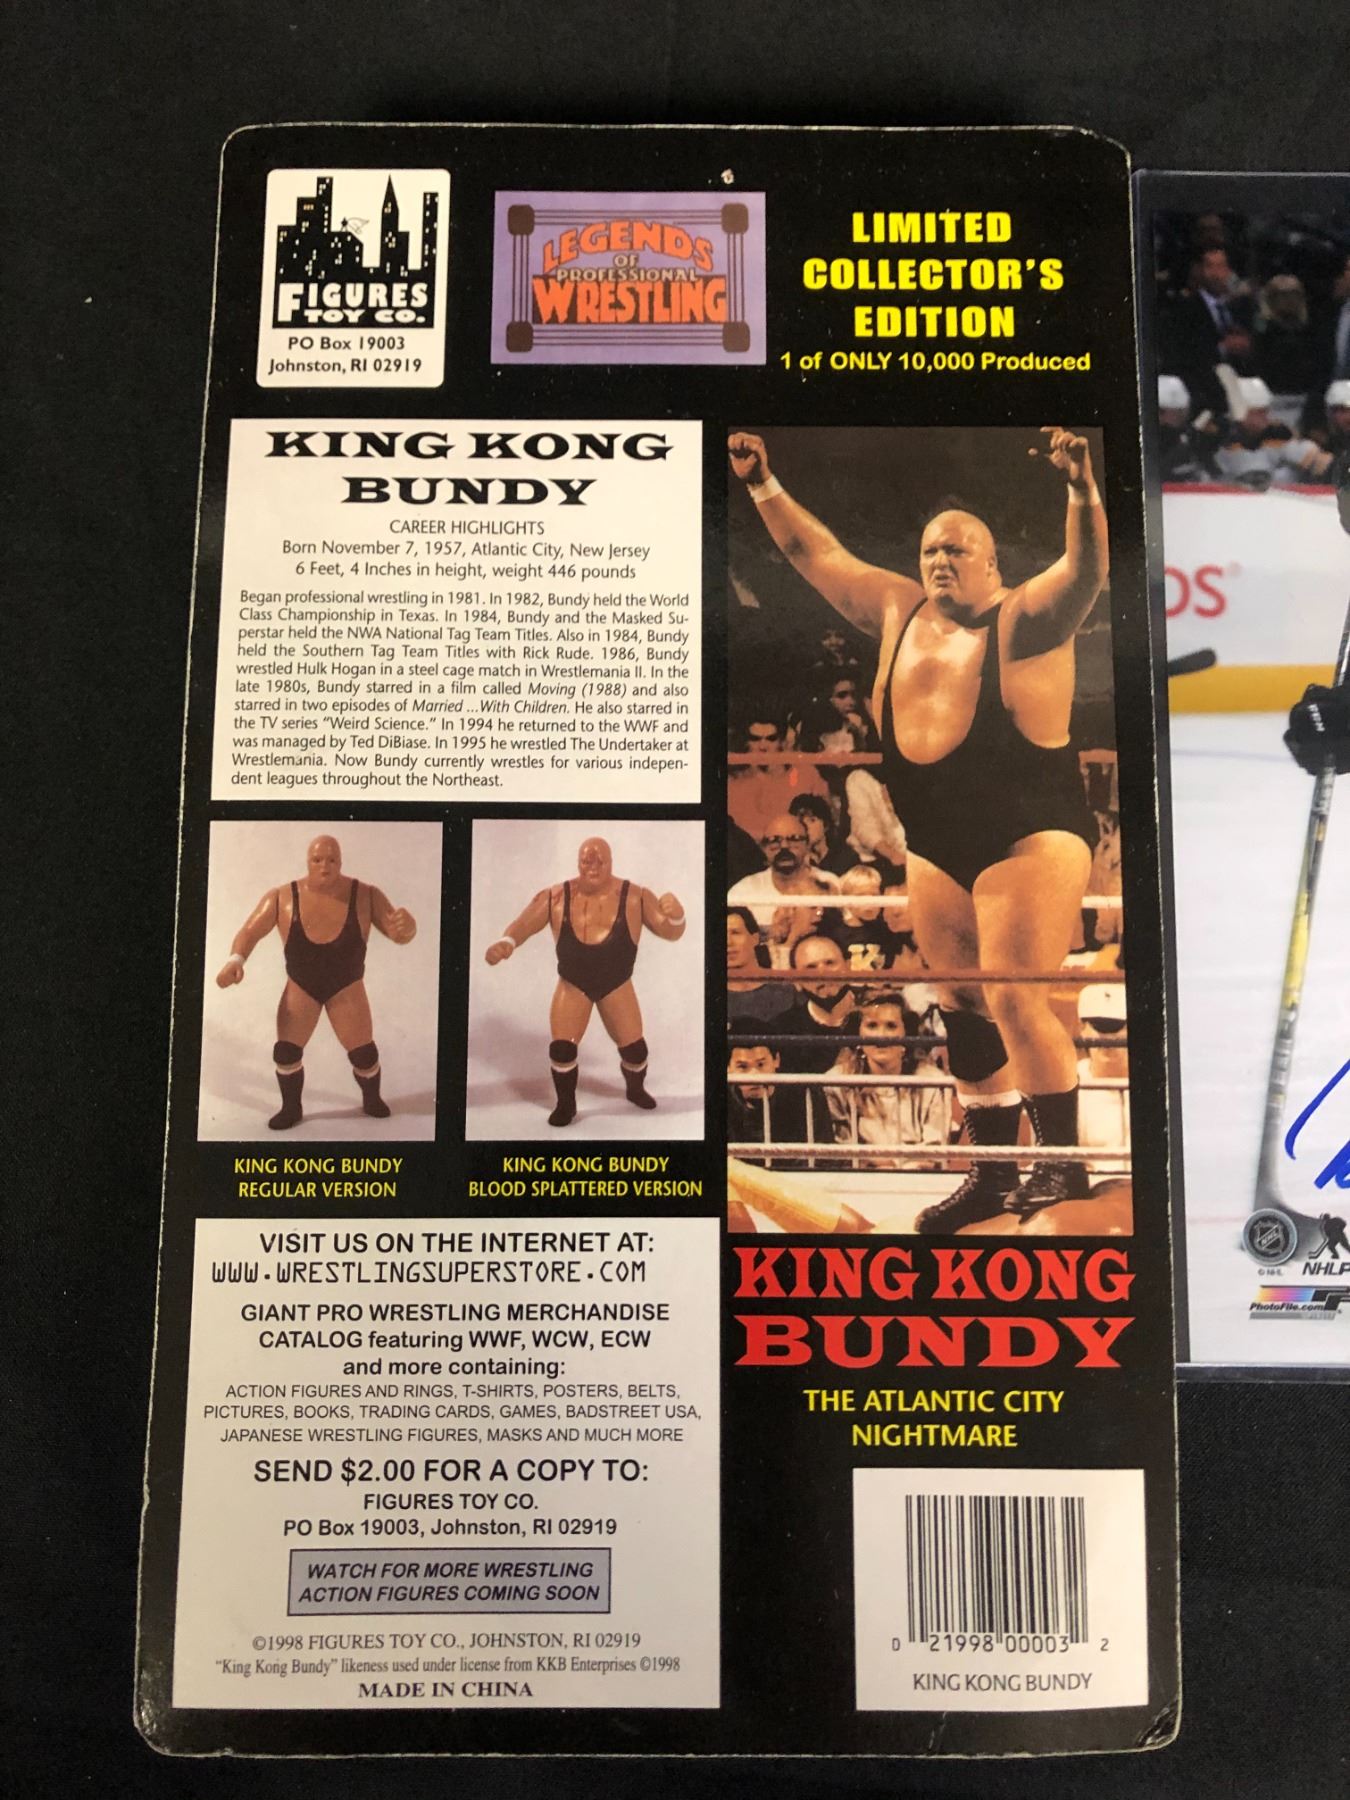 FIGURES
TOY CO.
PO Box 19003
Johnston, RI 02919
LEGENDS
OF
PROFESSIONAL
WRESTLING
LIMITED
COLLECTOR'S
EDITION
1 of ONLY 10,000 Produced
KING KONG
BUNDY
CAREER HIGHLIGHTS
Born November 7, 1957, Atlantic City, New Jersey
6 Feet, 4 Inches in height, weight 446 pounds
Began professional wrestling in 1981. In 1982, Bundy held the World
Class Championship in Texas. In 1984, Bundy and the Masked Su-
perstar held the NWA National Tag Team Titles. Also in 1984, Bundy
held the Southern Tag Team Titles with Rick Rude. 1986, Bundy
wrestled Hulk Hogan in a steel cage match in Wrestlemania II. In the
late 1980s, Bundy starred in a film called Moving (1988) and also
starred in two episodes of Married ...With Children. He also starred in
the TV series "Weird Science." In 1994 he returned to the WWF and
was managed by Ted DiBiase. In 1995 he wrestled The Undertaker at
Wrestlemania. Now Bundy currently wrestles for various indepen-
dent leagues throughout the Northeast.
KING KONG BUNDY
REGULAR VERSION
KING KONG BUNDY
BLOOD SPLATTERED VERSION
VISIT US ON THE INTERNET AT:
WWW.WRESTLINGSUPERSTORE.COM
GIANT PRO WRESTLING MERCHANDISE
CATALOG featuring WWF, WCW, ECW
and more containing:
ACTION FIGURES AND RINGS, T-SHIRTS, POSTERS, BELTS,
PICTURES, BOOKS, TRADING CARDS, GAMES, BADSTREET USA,
JAPANESE WRESTLING FIGURES, MASKS AND MUCH MORE
SEND $2.00 FOR A COPY TO:
FIGURES TOY CO.
PO Box 19003, Johnston, RI 02919
WATCH FOR MORE WRESTLING
ACTION FIGURES COMING SOON
©1998 FIGURES TOY CO., JOHNSTON, RI 02919
"King Kong Bundy" likeness used under license from KKB Enterprises ©1998
MADE IN CHINA
KING KONG
BUNDY
THE ATLANTIC CITY
NIGHTMARE
0 21998 00003 2
KING KONG BUNDY
OS
NHL
© NHL
NHLP
PhotoFile.com